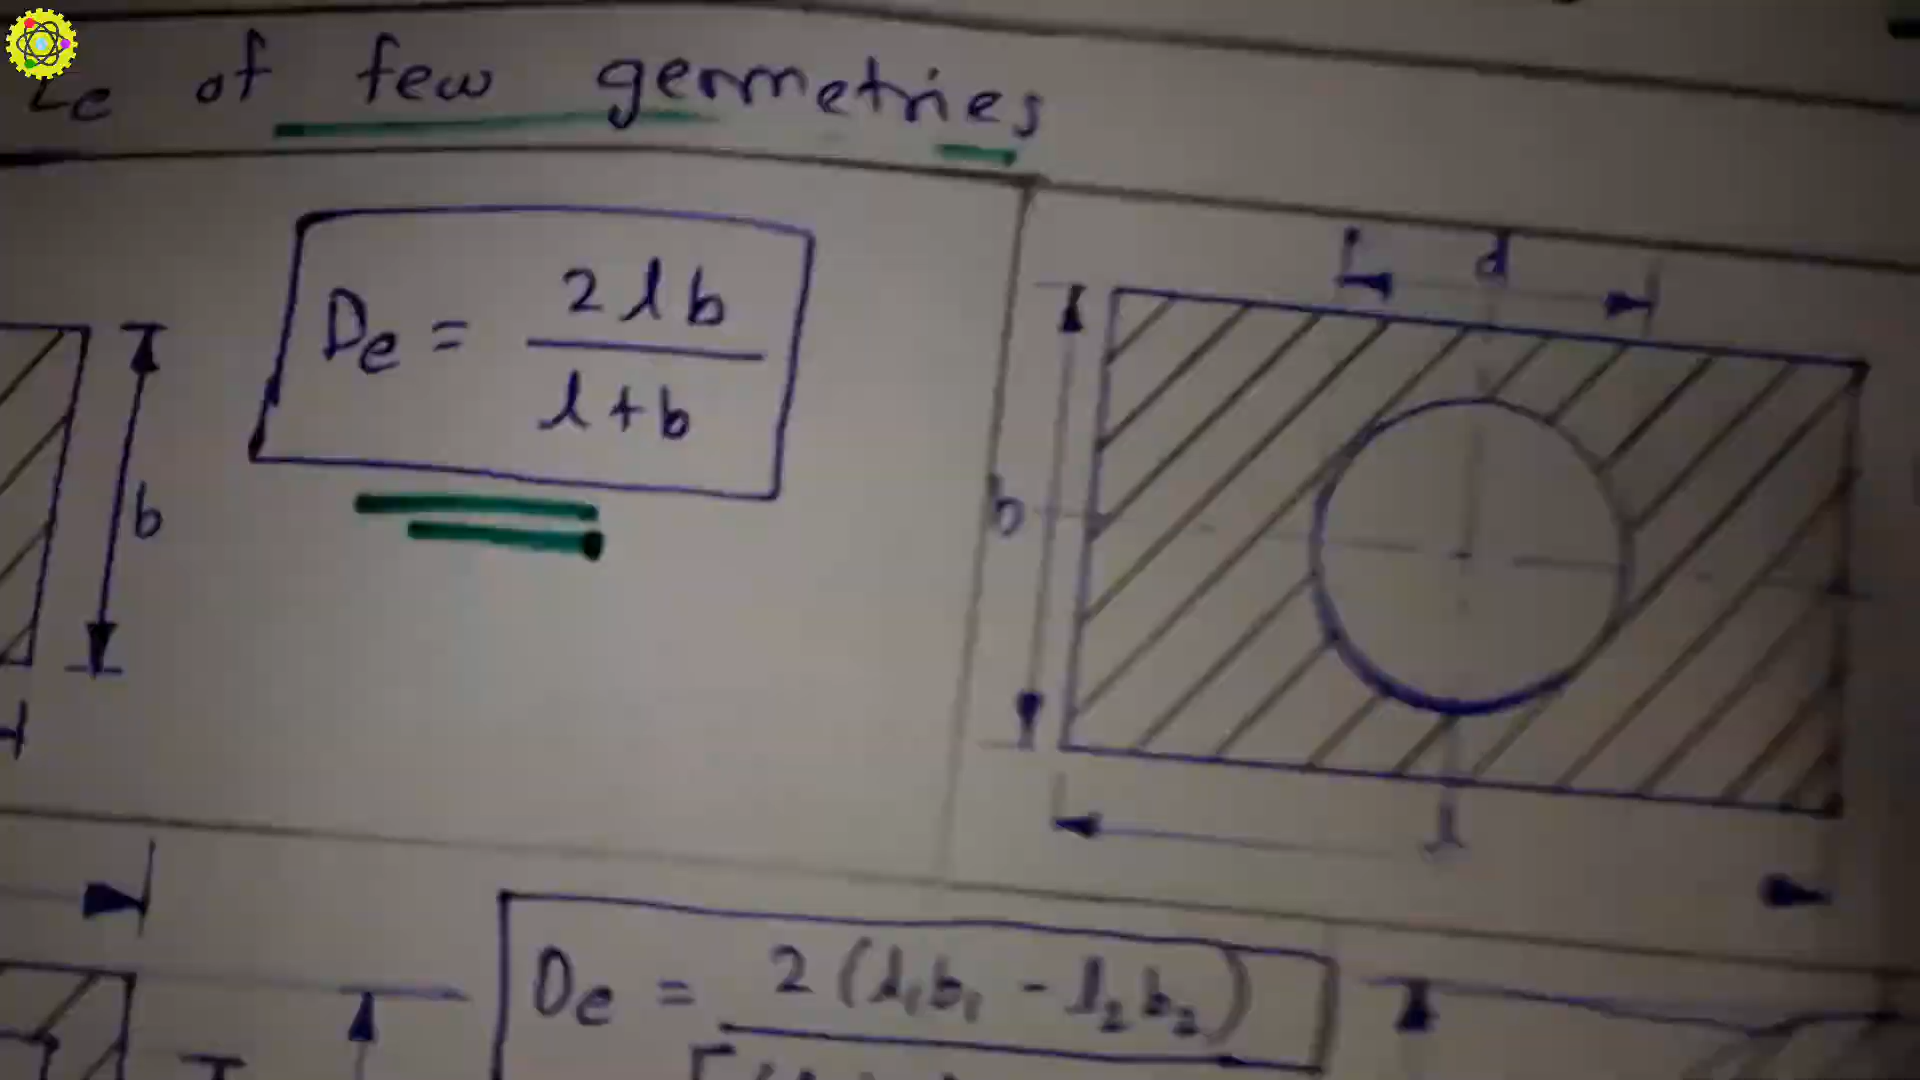 of few geometries
De = 2lb / l+b
b
d
b
l
De = 2(l₁b₁ - l₂b₂)